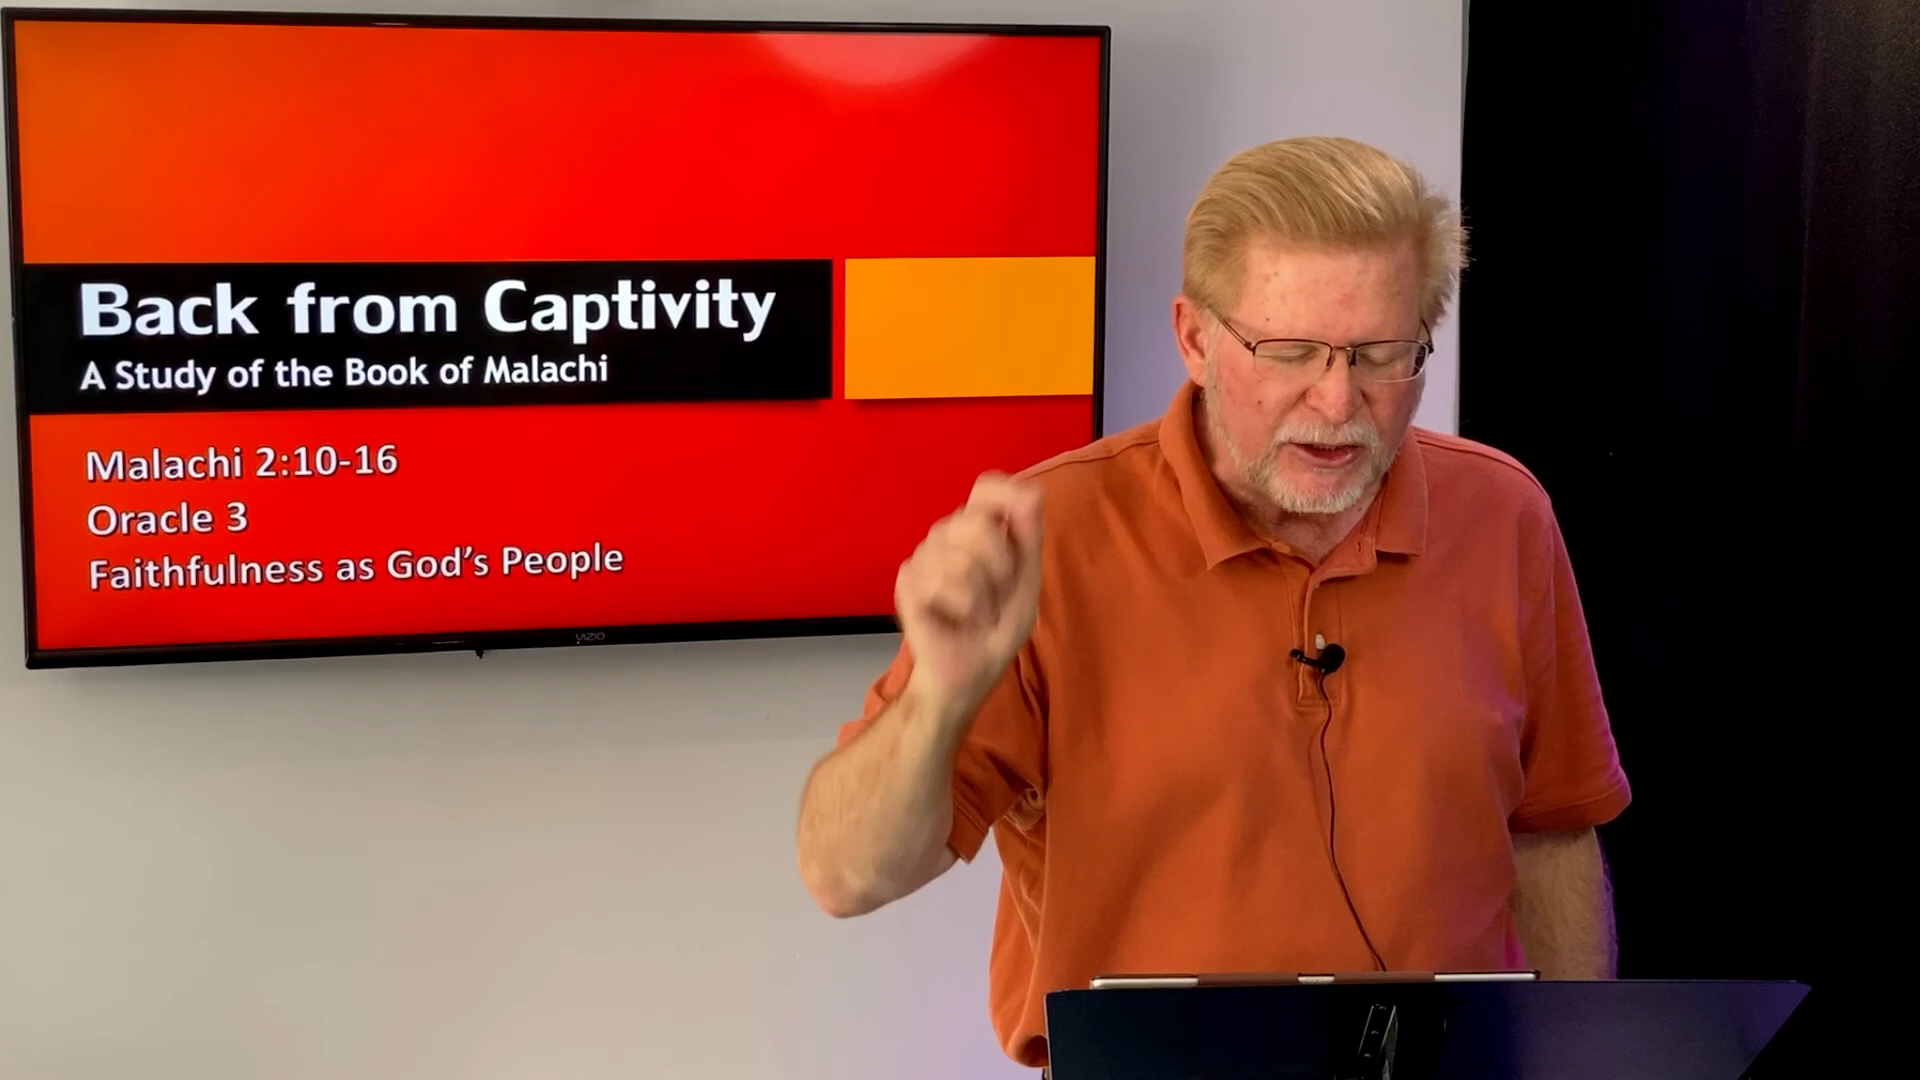 Back from Captivity
A Study of the Book of Malachi
Malachi 2:10-16
Oracle 3
Faithfulness as God's People
VIZIO